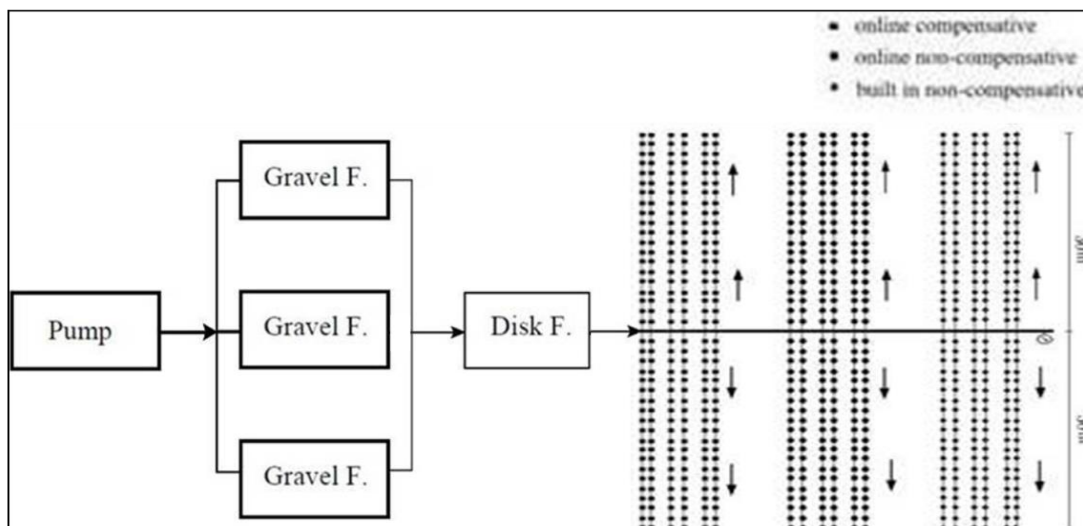 online compensative
online non-compensative
built in non-compensative
Gravel F.
Pump
Gravel F.
Disk F.
Gravel F.